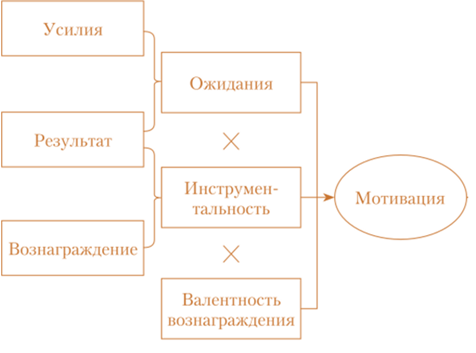 Усилия
Ожидания
×
Результат
Инструмен-
тальность
Мотивация
×
Вознаграждение
Валентность
вознаграждения